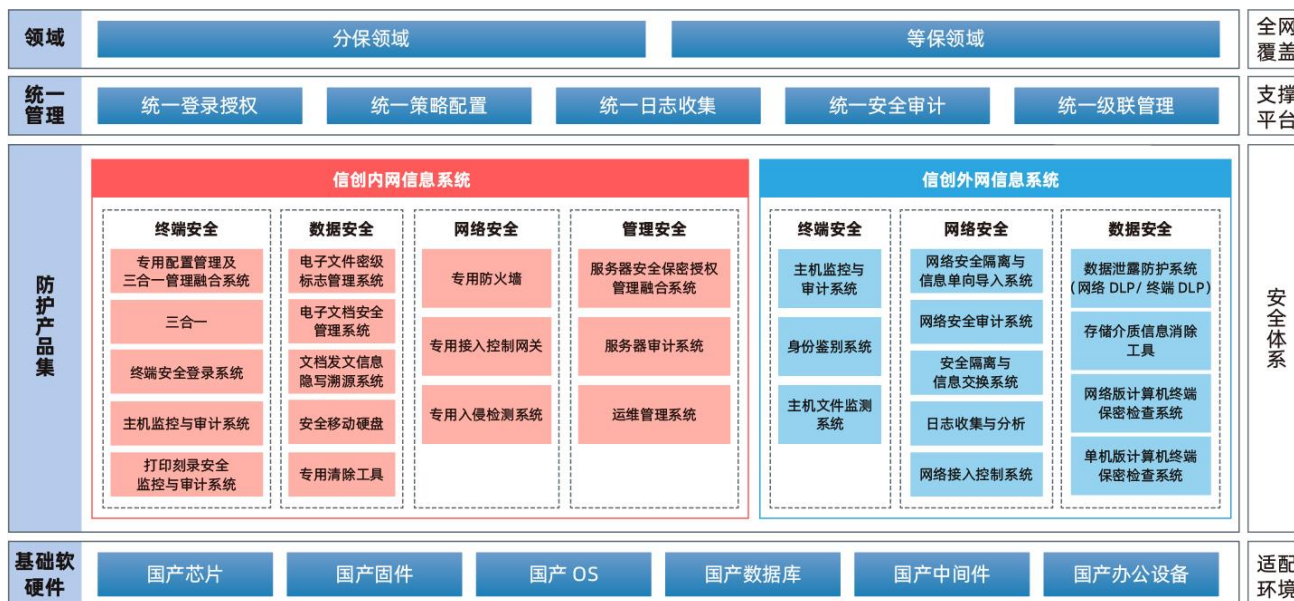 领域
分保领域
等保领域
全网
覆盖
统一
管理
统一登录授权
统一策略配置
统一日志收集
统一安全审计
统一级联管理
支撑
平台
防护产品集
信创内网信息系统
终端安全
专用配置管理及
三合一管理融合系统
三合一
终端安全登录系统
主机监控与审计系统
打印刻录安全
监控与审计系统
数据安全
电子文件密级
标志管理系统
电子文档安全
管理系统
文档发文信息
隐写溯源系统
安全移动硬盘
专用清除工具
网络安全
专用防火墙
专用接入控制网关
专用入侵检测系统
管理安全
服务器安全保密授权
管理融合系统
服务器审计系统
运维管理系统
信创外网信息系统
终端安全
主机监控与
审计系统
身份鉴别系统
主机文件监测
系统
网络安全
网络安全隔离与
信息单向导入系统
网络安全审计系统
安全隔离与
信息交换系统
日志收集与分析
网络接入控制系统
数据安全
数据泄露防护系统
（网络 DLP/ 终端 DLP）
存储介质信息消除
工具
网络版计算机终端
保密检查系统
单机版计算机终端
保密检查系统
安全体系
基础软
硬件
国产芯片
国产固件
国产 OS
国产数据库
国产中间件
国产办公设备
适配
环境